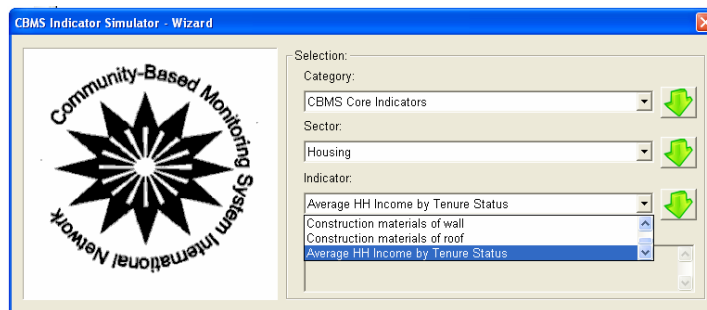 CBMS Indicator Simulator - Wizard
Community-Based Monitoring System International Network
Selection:
Category:
CBMS Core Indicators
Sector:
Housing
Indicator:
Average HH Income by Tenure Status
Construction materials of wall
Construction materials of roof
Average HH Income by Tenure Status